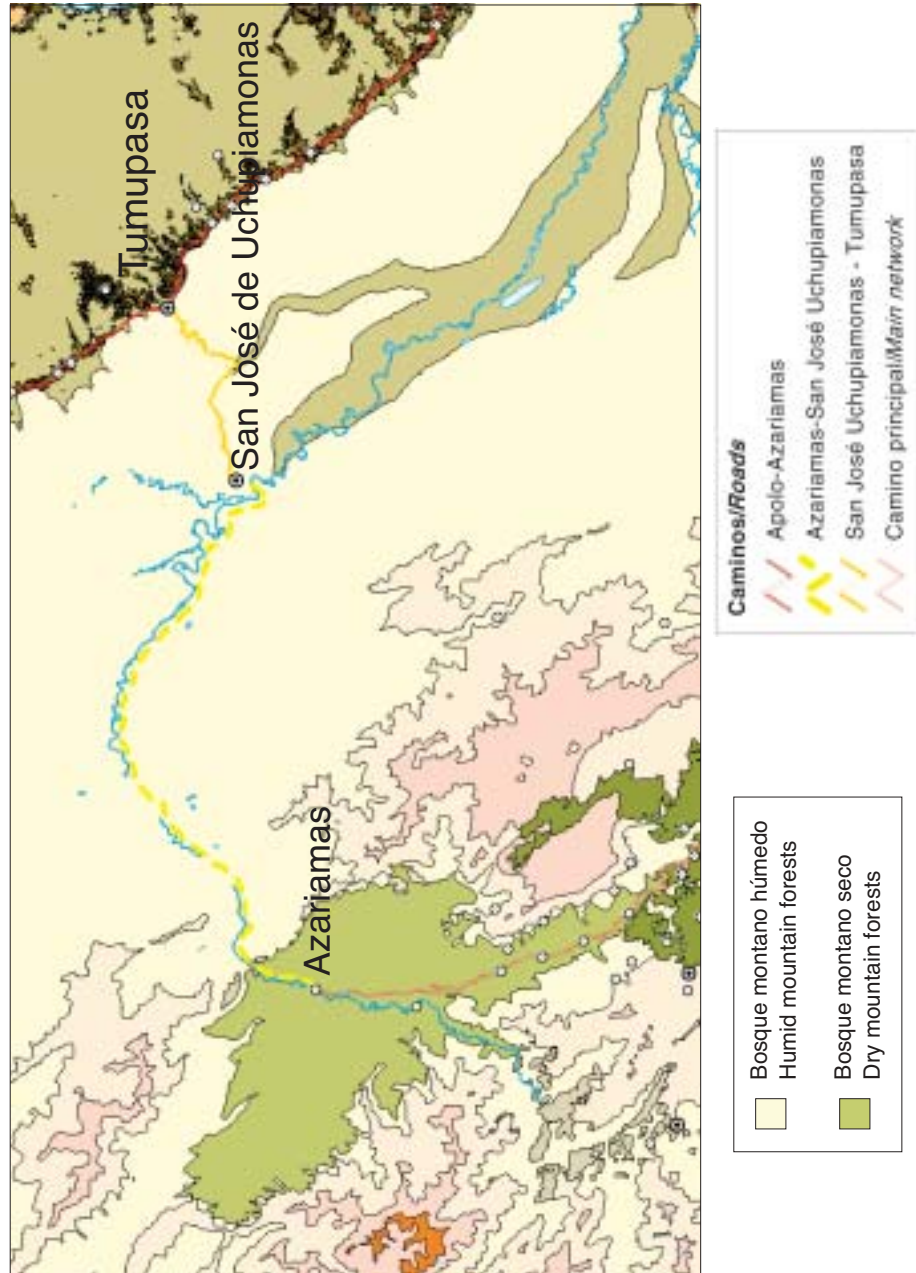 Tumupasa
San José de Uchupiamonas
Azariamas
Bosque montano húmedo
Humid mountain forests
Bosque montano seco
Dry mountain forests
Caminos/Roads
Apolo-Azariamas
Azariamas-San José Uchupiamonas
San José Uchupiamonas - Tumupasa
Camino principal/Main network